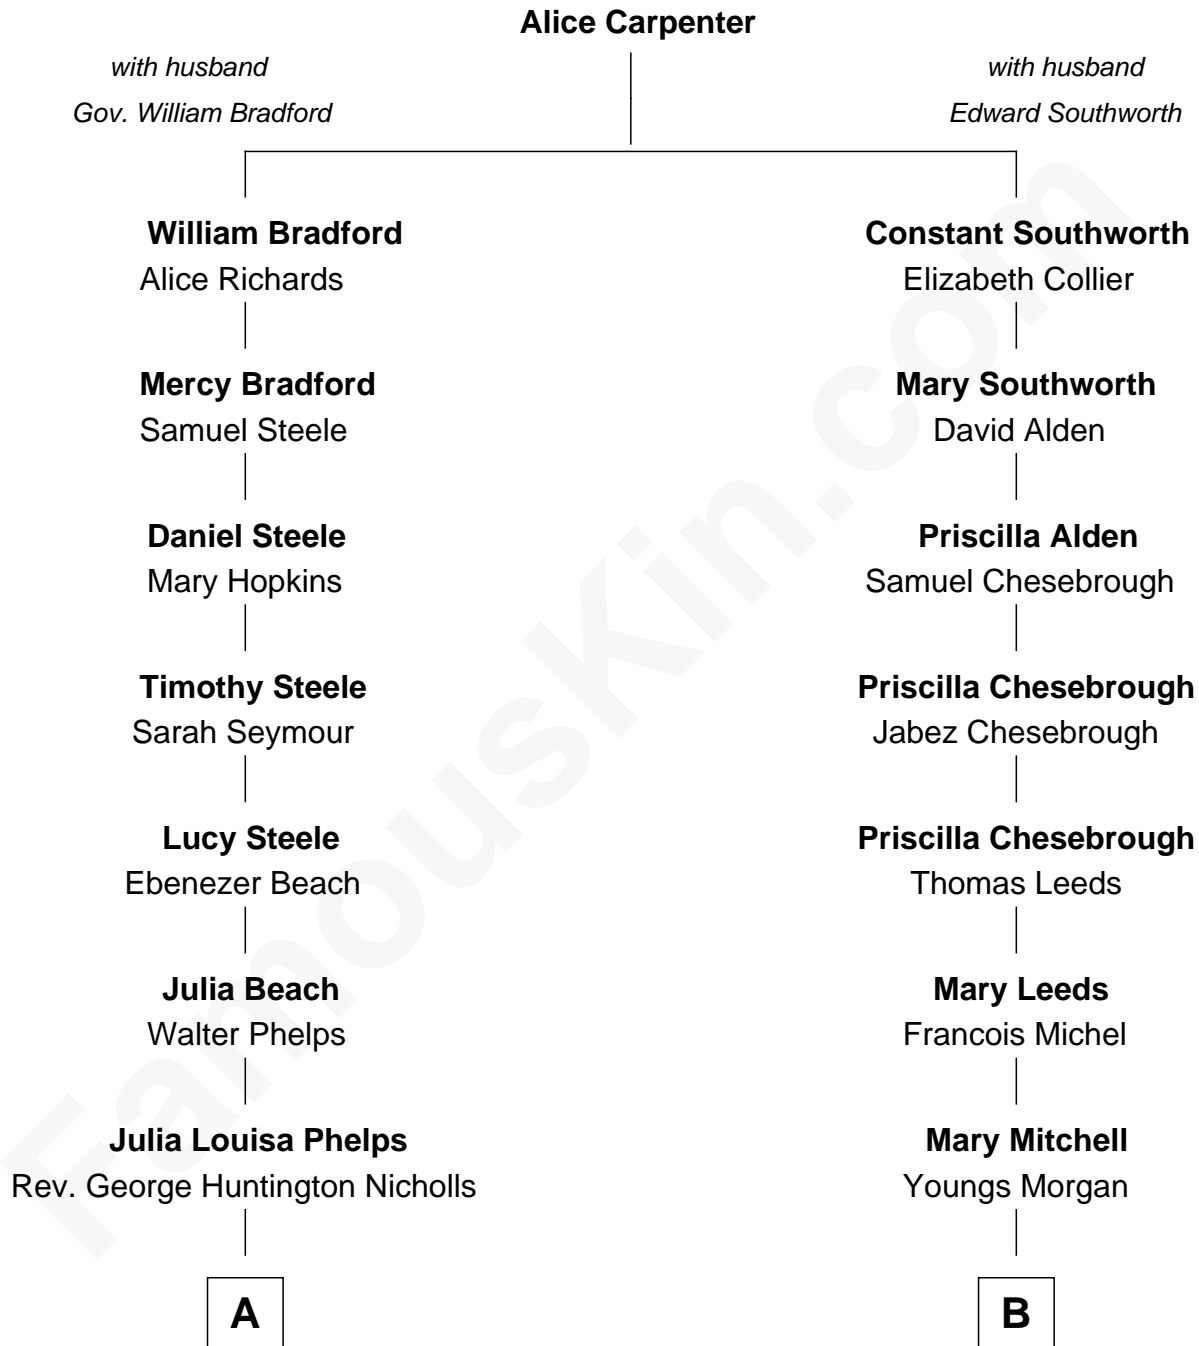 Alice Carpenter
with husband
Gov. William Bradford
with husband
Edward Southworth
William Bradford
Alice Richards
Constant Southworth
Elizabeth Collier
Mercy Bradford
Samuel Steele
Mary Southworth
David Alden
Daniel Steele
Mary Hopkins
Priscilla Alden
Samuel Chesebrough
Timothy Steele
Sarah Seymour
Priscilla Chesebrough
Jabez Chesebrough
Lucy Steele
Ebenezer Beach
Priscilla Chesebrough
Thomas Leeds
Julia Beach
Walter Phelps
Mary Leeds
Francois Michel
Julia Louisa Phelps
Rev. George Huntington Nicholls
Mary Mitchell
Youngs Morgan
A
B
FamousKin.com